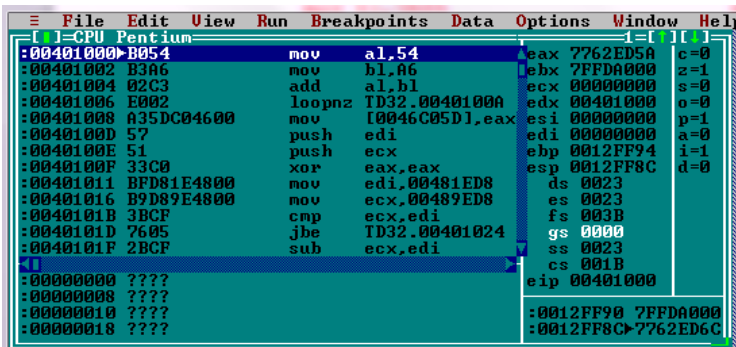 ≡ File Edit View Run Breakpoints Data Options Window Help
[■]=CPU Pentium 1=[↑][↓]
:00401000▶B054 mov al,54 eax 7762ED5A c=0
:00401002 B3A6 mov bl,A6 ebx 7FFDA000 z=1
:00401004 02C3 add al,bl ecx 00000000 s=0
:00401006 E002 loopnz TD32.0040100A edx 00401000 o=0
:00401008 A35DC04600 mov [0046C05D],eax esi 00000000 p=1
:0040100D 57 push edi edi 00000000 a=0
:0040100E 51 push ecx ebp 0012FF94 i=1
:0040100F 33C0 xor eax,eax esp 0012FF8C d=0
:00401011 BFD81E4800 mov edi,00481ED8 ds 0023
:00401016 B9D89E4800 mov ecx,00489ED8 es 0023
:0040101B 3BCF cmp ecx,edi fs 003B
:0040101D 7605 jbe TD32.00401024 gs 0000
:0040101F 2BCF sub ecx,edi ss 0023
cs 001B
:00000000 ???? eip 00401000
:00000008 ????
:00000010 ???? :0012FF90 7FFDA000
:00000018 ???? :0012FF8C▶7762ED6C